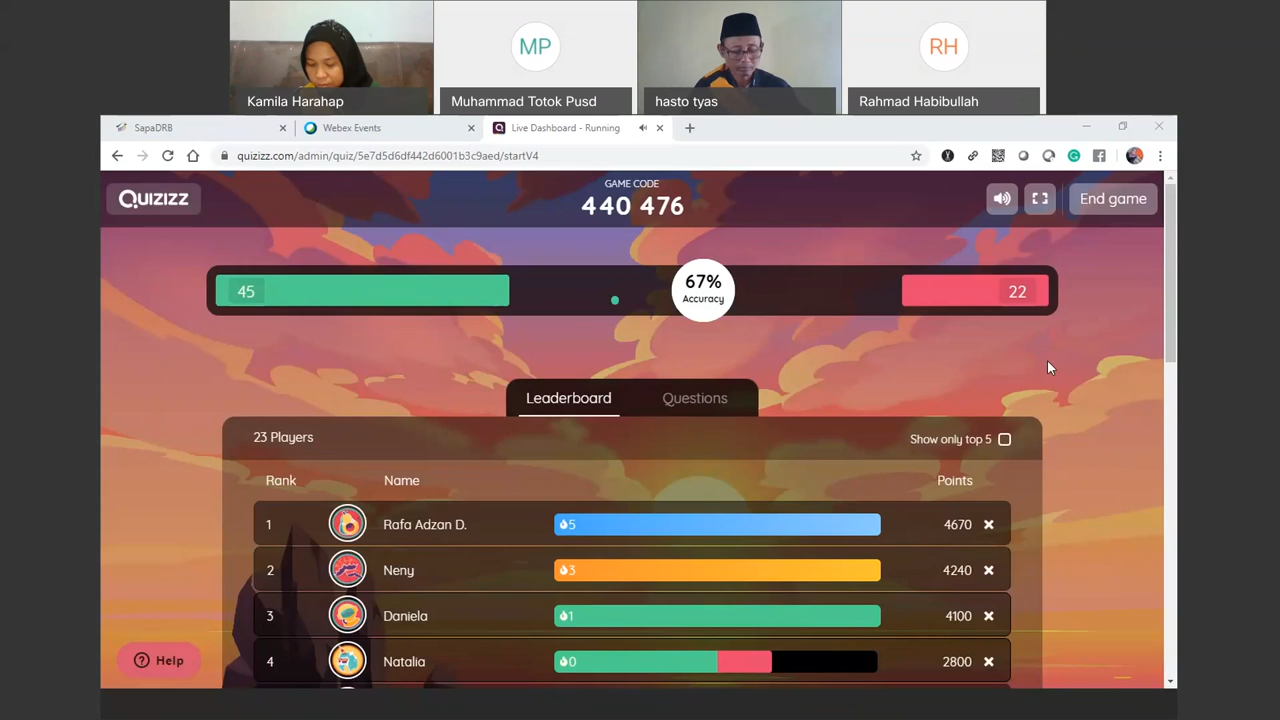 MP
RH
Kamila Harahap
Muhammad Totok Pusd
hasto tyas
Rahmad Habibullah
SapaDRB
Webex Events
Live Dashboard - Running
quizizz.com/admin/quiz/5e7d5d6df442d6001b3c9aed/startV4
QUIZIZZ
GAME CODE
440 476
End game
45
67%
Accuracy
22
Leaderboard
Questions
23 Players
Show only top 5
Rank
Name
Points
1
Rafa Adzan D.
5
4670
2
Neny
3
4240
3
Daniela
1
4100
4
Natalia
0
2800
Help